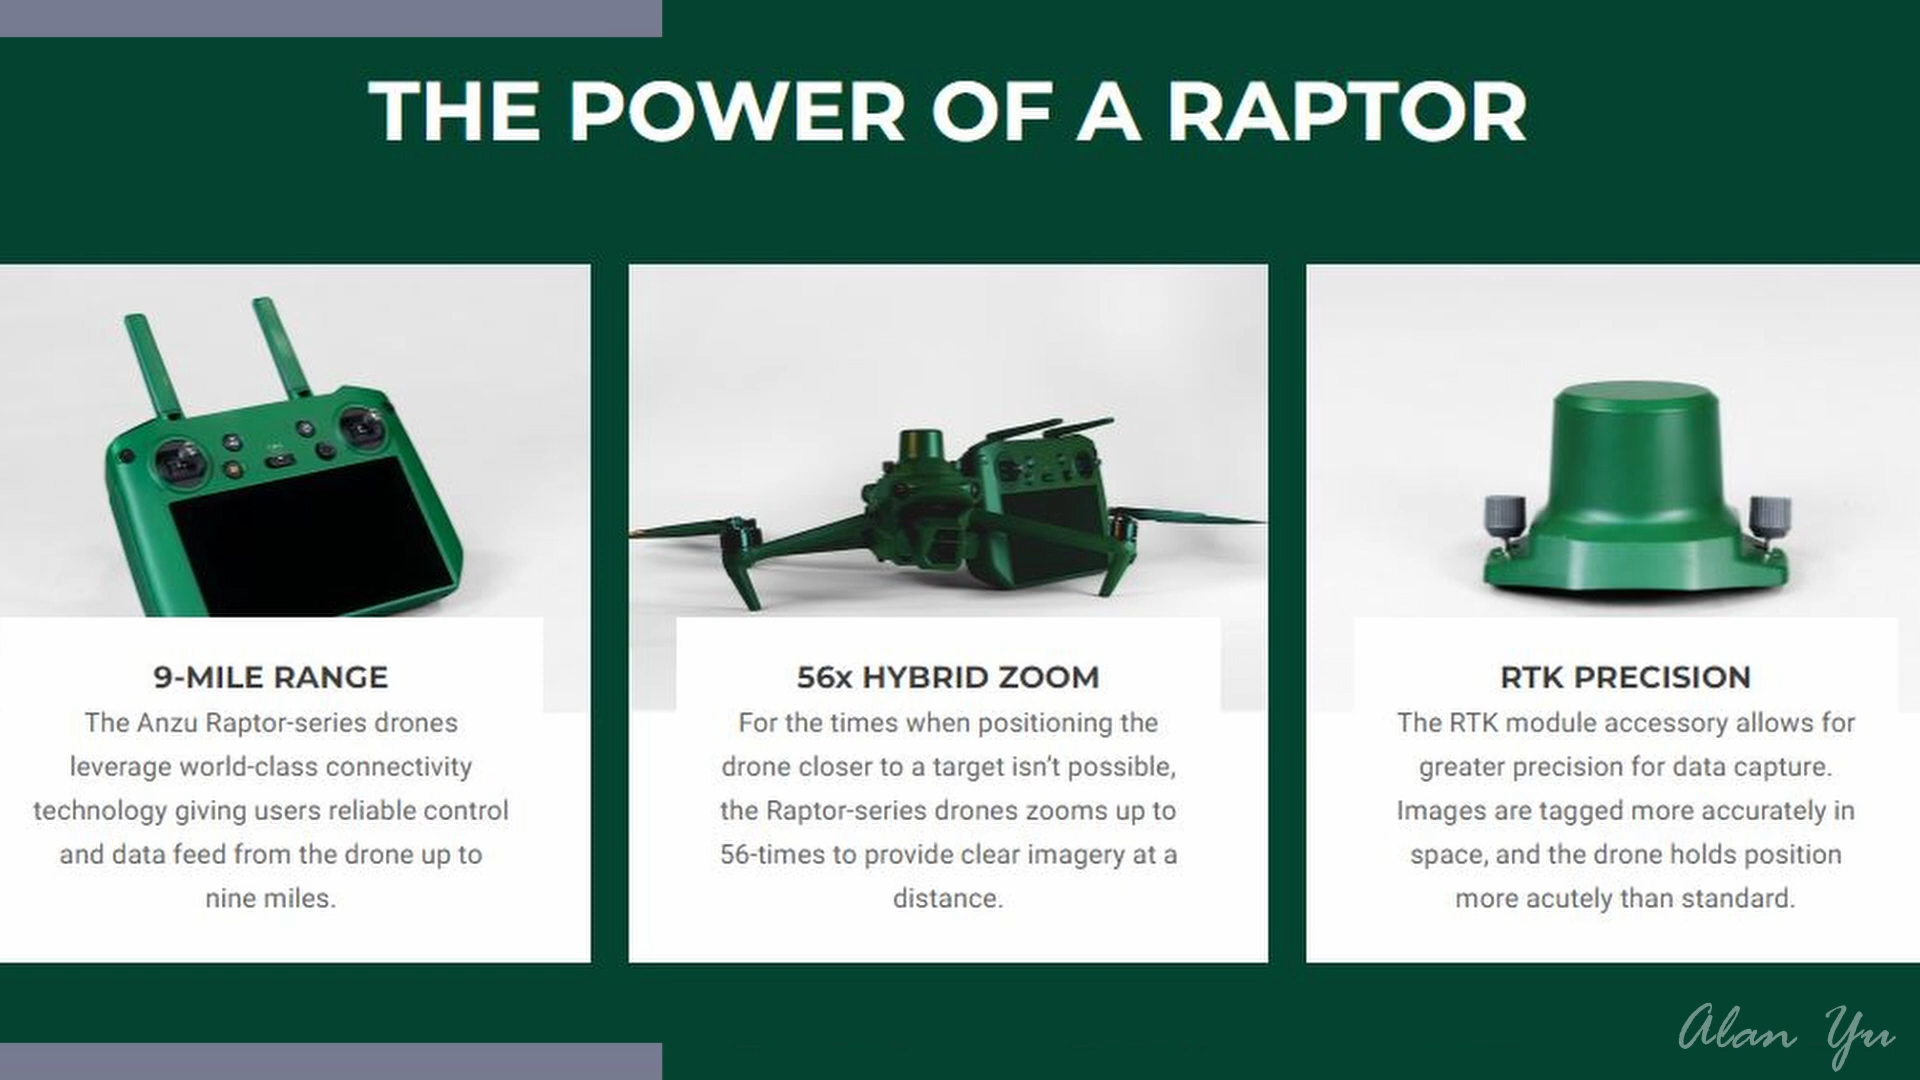 THE POWER OF A RAPTOR
9-MILE RANGE
The Anzu Raptor-series drones
leverage world-class connectivity
technology giving users reliable control
and data feed from the drone up to
nine miles.
56x HYBRID ZOOM
For the times when positioning the
drone closer to a target isn’t possible,
the Raptor-series drones zooms up to
56-times to provide clear imagery at a
distance.
RTK PRECISION
The RTK module accessory allows for
greater precision for data capture.
Images are tagged more accurately in
space, and the drone holds position
more acutely than standard.
Alan Yu